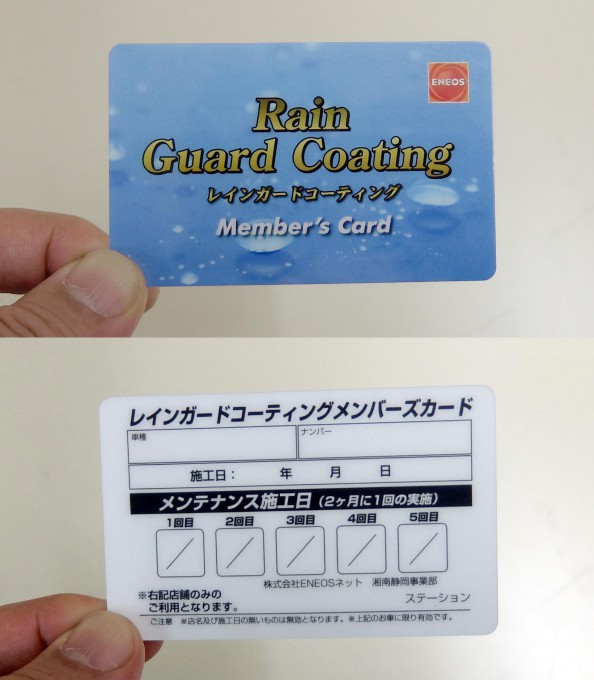 ENEOS
Rain
Guard Coating
レインガードコーティング
Member's Card
レインガードコーティングメンバーズカード
車種 ナンバー
施工日： 年 月 日
メンテナンス施工日（2ヶ月に1回の実施）
1回目 2回目 3回目 4回目 5回目
／ ／ ／ ／ ／
株式会社ENEOSネット 湘南静岡事業部
※右記店舗のみの
ご利用となります。
ステーション
ご注意 ※店名及び施工日の無いものは無効となります。※上記のお車に限り有効です。